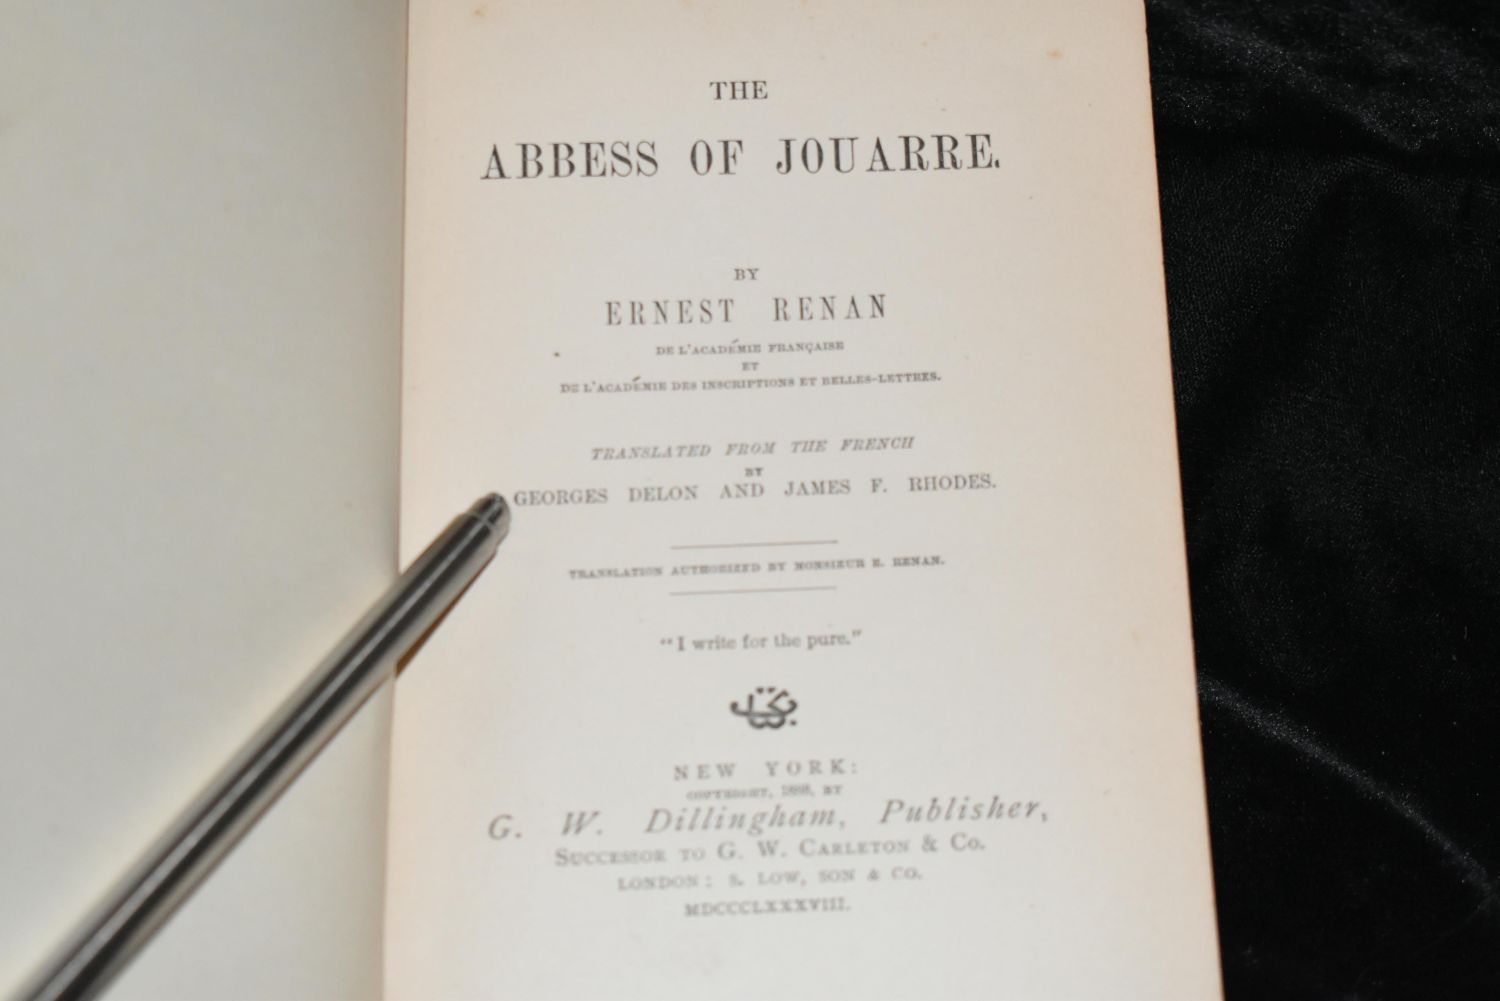 THE
ABBESS OF JOUARRE.
BY
ERNEST RENAN
DE L'ACADÉMIE FRANÇAISE
ET
DE L'ACADÉMIE DES INSCRIPTIONS ET BELLES-LETTRES.
TRANSLATED FROM THE FRENCH
BY
GEORGES DELON AND JAMES F. RHODES.
TRANSLATION AUTHORIZED BY MONSIEUR E. RENAN.
"I write for the pure."
NEW YORK:
COPYRIGHT, 1888, BY
G. W. Dillingham, Publisher,
SUCCESSOR TO G. W. CARLETON & CO.
LONDON: S. LOW, SON & CO.
MDCCCLXXXVIII.